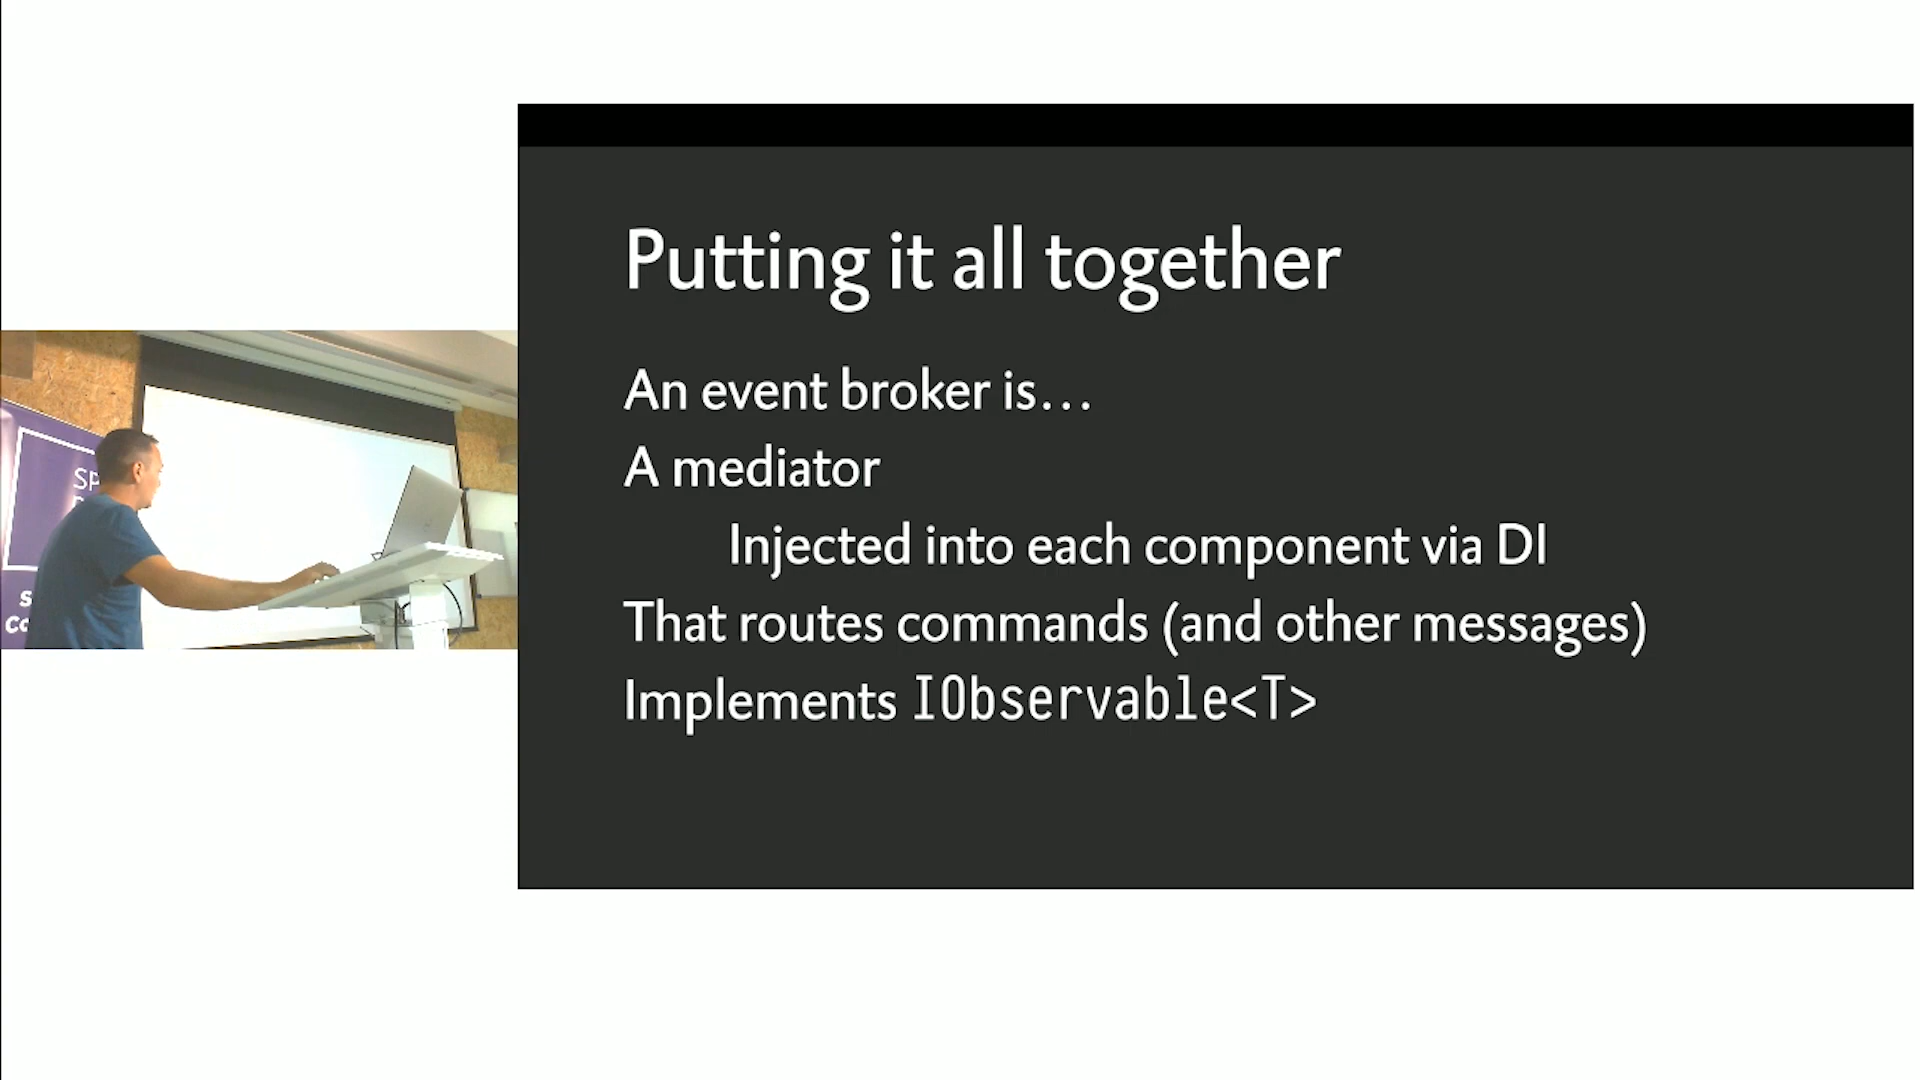 Putting it all together
An event broker is...
A mediator
Injected into each component via DI
That routes commands (and other messages)
Implements IObservable<T>
SP